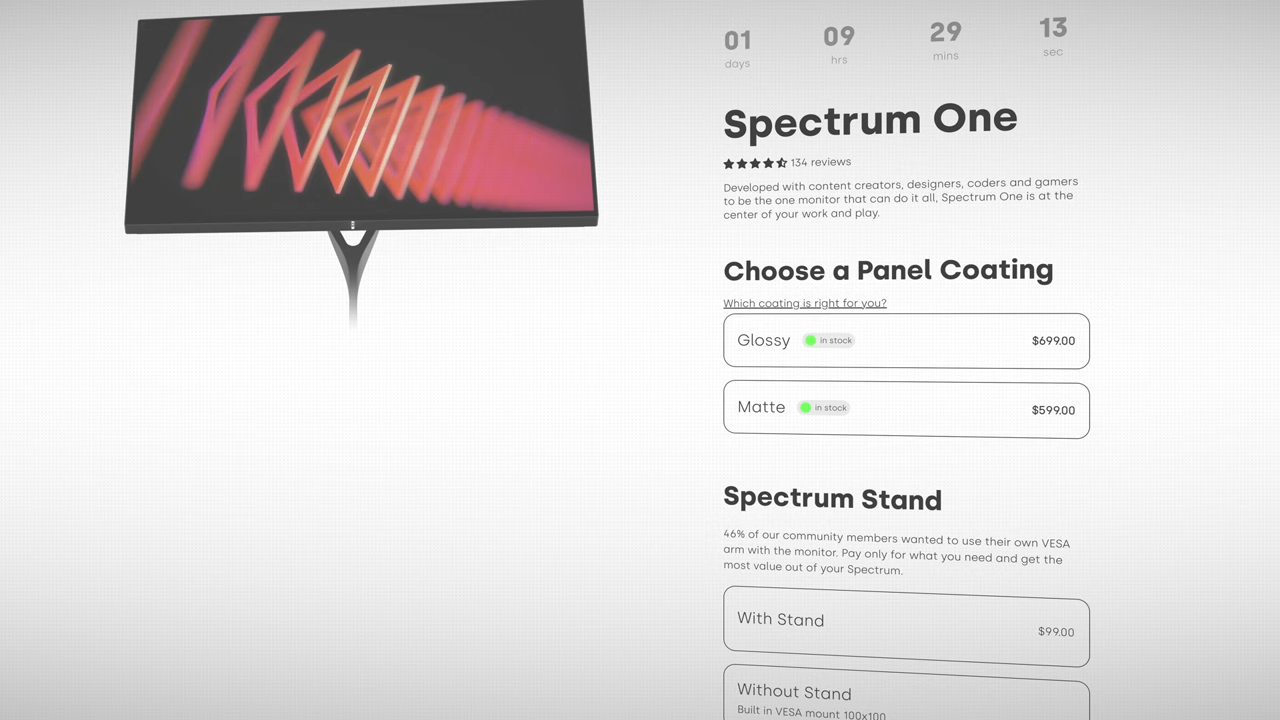 01 09 29 13
days hrs mins sec
Spectrum One
134 reviews
Developed with content creators, designers, coders and gamers
to be the one monitor that can do it all, Spectrum One is at the
center of your work and play.
Choose a Panel Coating
Which coating is right for you?
Glossy in stock $699.00
Matte in stock $599.00
Spectrum Stand
46% of our community members wanted to use their own VESA
arm with the monitor. Pay only for what you need and get the
most value out of your Spectrum.
With Stand $99.00
Without Stand
Built in VESA mount 100x100